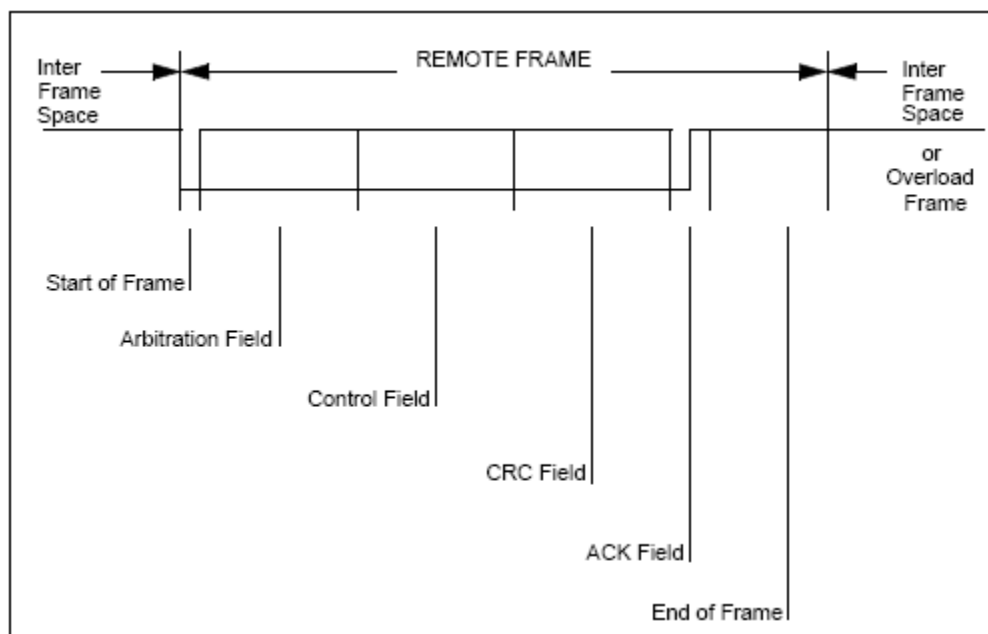 Inter
Frame
Space
REMOTE FRAME
Inter
Frame
Space
or
Overload
Frame
Start of Frame
Arbitration Field
Control Field
CRC Field
ACK Field
End of Frame